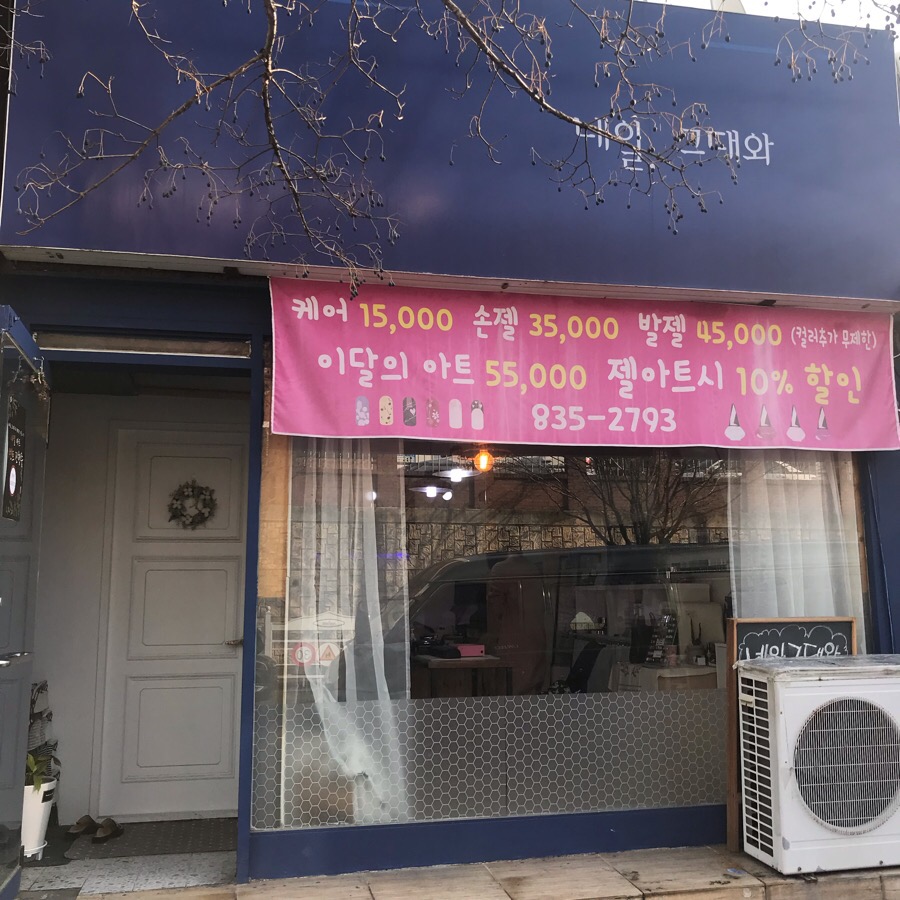 네일, 그대와
케어 15,000 손젤 35,000 발젤 45,000 (컬러추가 무제한)
이달의 아트 55,000 젤아트시 10% 할인
835-2793
네일그대와